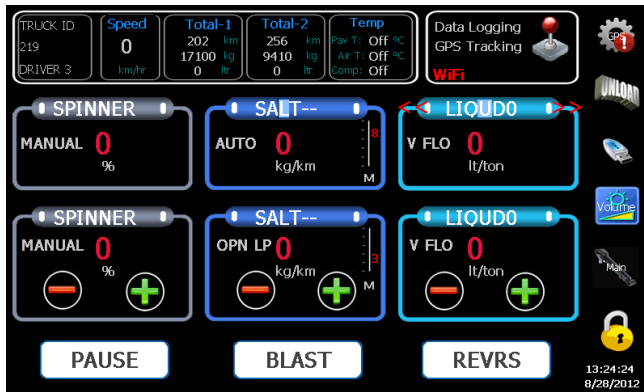 TRUCK ID
219
DRIVER 3
Speed
0
km/hr
Total-1
202 km
17100 kg
0 ltr
Total-2
256 km
9410 kg
0 ltr
Temp
Pav T: Off ºC
Air T: Off ºC
Comp: Off
Data Logging
GPS Tracking
WiFi
GPS
UNLOAD
SPINNER
MANUAL 0
%
SALT--
AUTO 0
kg/km
8
M
<< LIQUD0 >>
V FLO 0
lt/ton
Volume
SPINNER
MANUAL 0
%
SALT--
OPN LP 0
kg/km
3
M
LIQUD0
V FLO 0
lt/ton
Main
PAUSE
BLAST
REVRS
13:24:24
8/28/2012